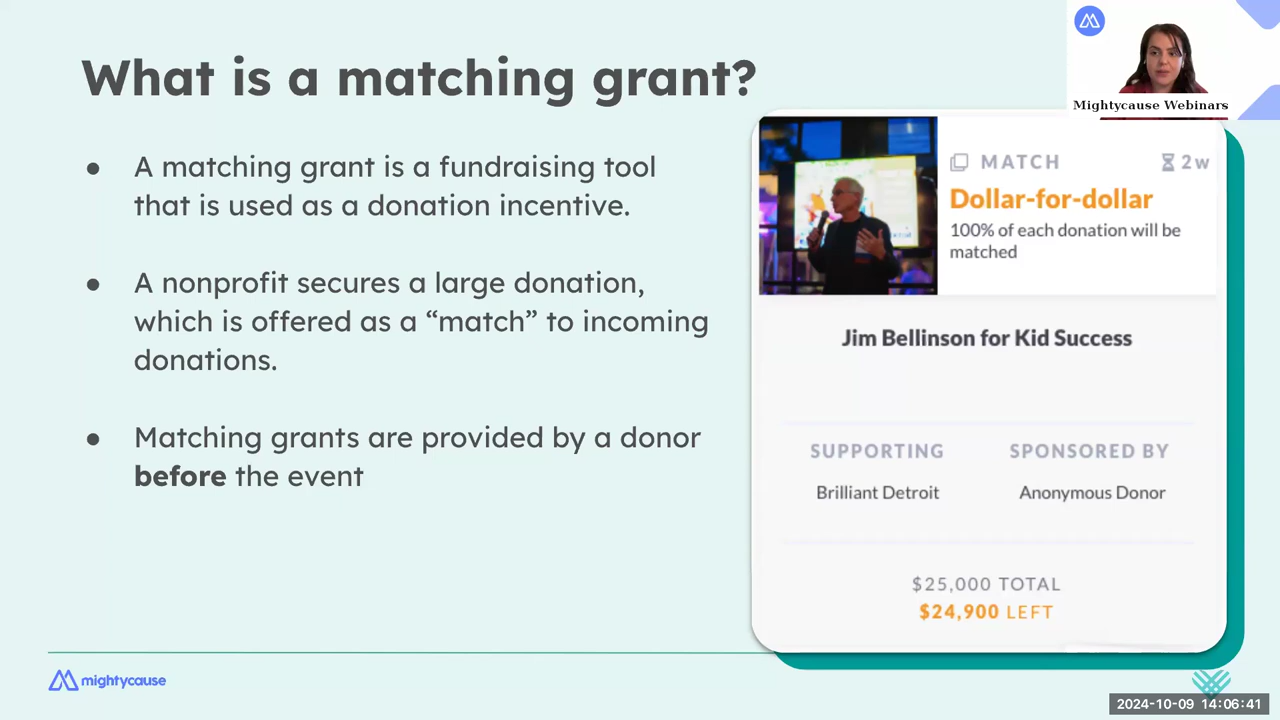 What is a matching grant?
Mightycause Webinars
● A matching grant is a fundraising tool
that is used as a donation incentive.
● A nonprofit secures a large donation,
which is offered as a “match” to incoming
donations.
● Matching grants are provided by a donor
before the event
MATCH 2w
Dollar-for-dollar
100% of each donation will be
matched
Jim Bellinson for Kid Success
SUPPORTING SPONSORED BY
Brilliant Detroit Anonymous Donor
$25,000 TOTAL
$24,900 LEFT
mightycause
2024-10-09 14:06:41